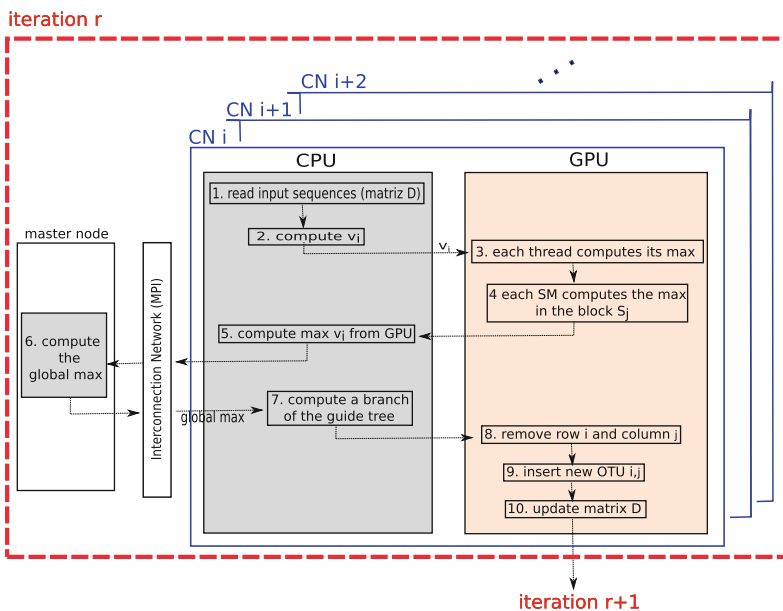 iteration r
CN i+2
CN i+1
CN i
CPU
GPU
1. read input sequences (matriz D)
2. compute vi
vi
3. each thread computes its max
4 each SM computes the max
in the block Sj
5. compute max vi from GPU
master node
6. compute
the
global max
Interconnection Network (MPI)
global max
7. compute a branch
of the guide tree
8. remove row i and column j
9. insert new OTU i,j
10. update matrix D
iteration r+1